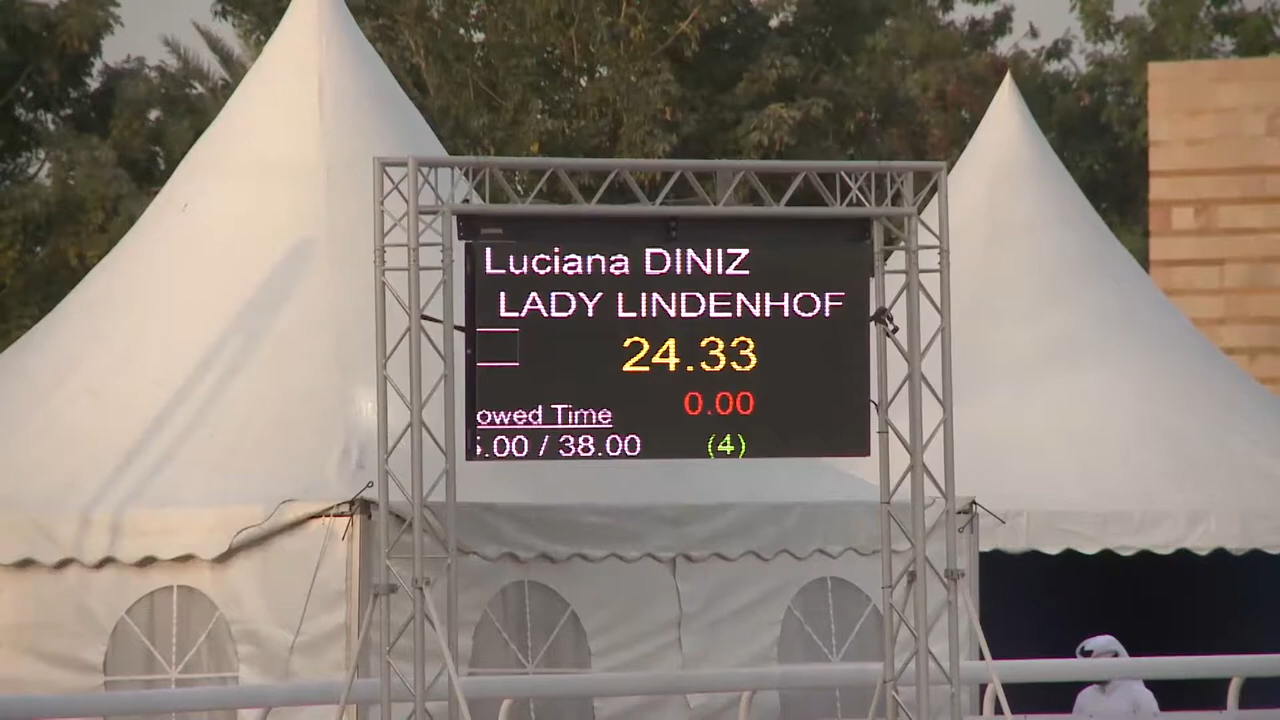 Luciana DINIZ
LADY LINDENHOF
24.33
0.00
owed Time
.00 / 38.00
(4)